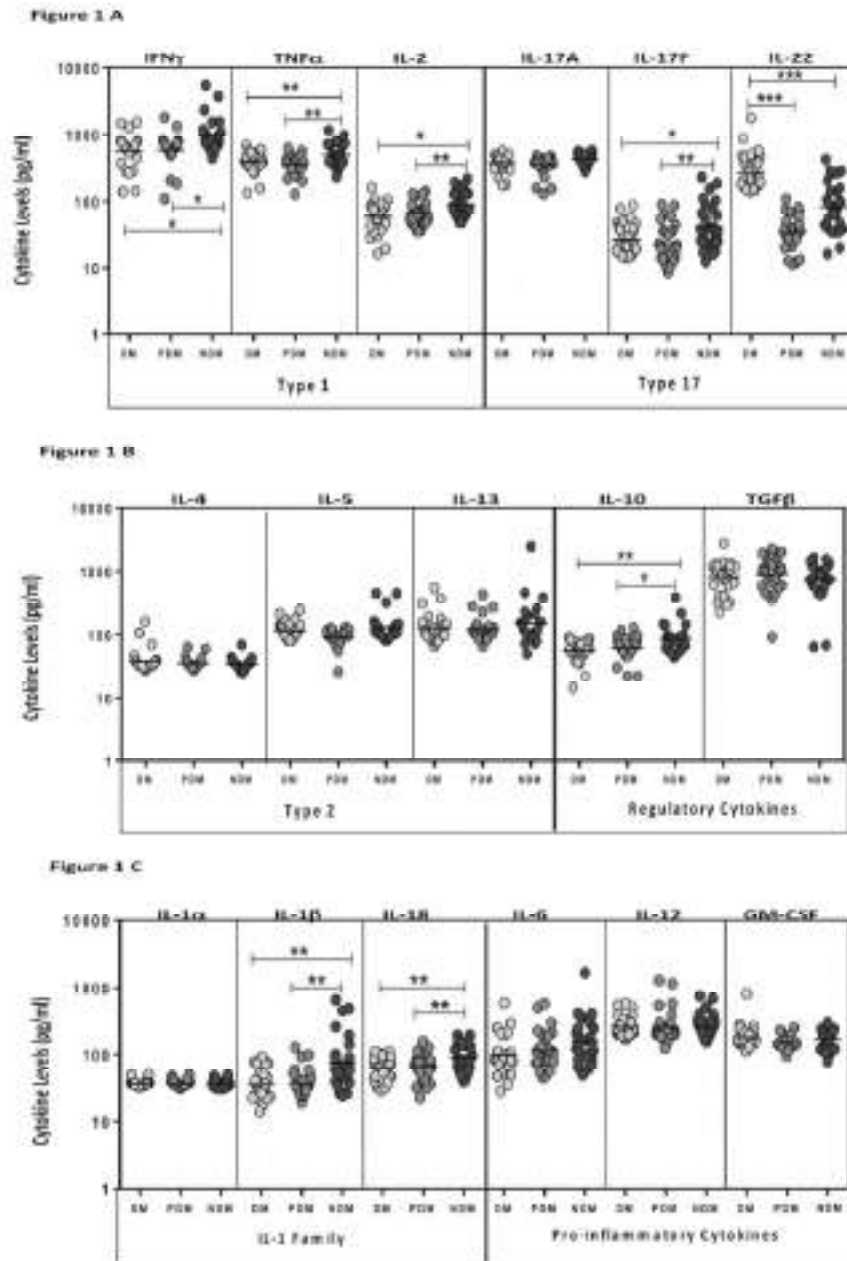 Figure 1 A
IFNγ TNFα IL-2 IL-17A IL-17F IL-22
Cytokine Levels (pg/ml)
10000
1000
100
10
1
** ** * ** * ** *** *** * *
DM PDM NDM DM PDM NDM DM PDM NDM DM PDM NDM DM PDM NDM DM PDM NDM
Type 1 Type 17
Figure 1 B
IL-4 IL-5 IL-13 IL-10 TGFβ
Cytokine Levels (pg/ml)
10000
1000
100
10
1
** *
DM PDM NDM DM PDM NDM DM PDM NDM DM PDM NDM DM PDM NDM
Type 2 Regulatory Cytokines
Figure 1 C
IL-1α IL-1β IL-18 IL-6 IL-12 GM-CSF
Cytokine Levels (pg/ml)
10000
1000
100
10
1
** ** ** **
DM PDM NDM DM PDM NDM DM PDM NDM DM PDM NDM DM PDM NDM DM PDM NDM
IL-1 Family Pro-inflammatory Cytokines